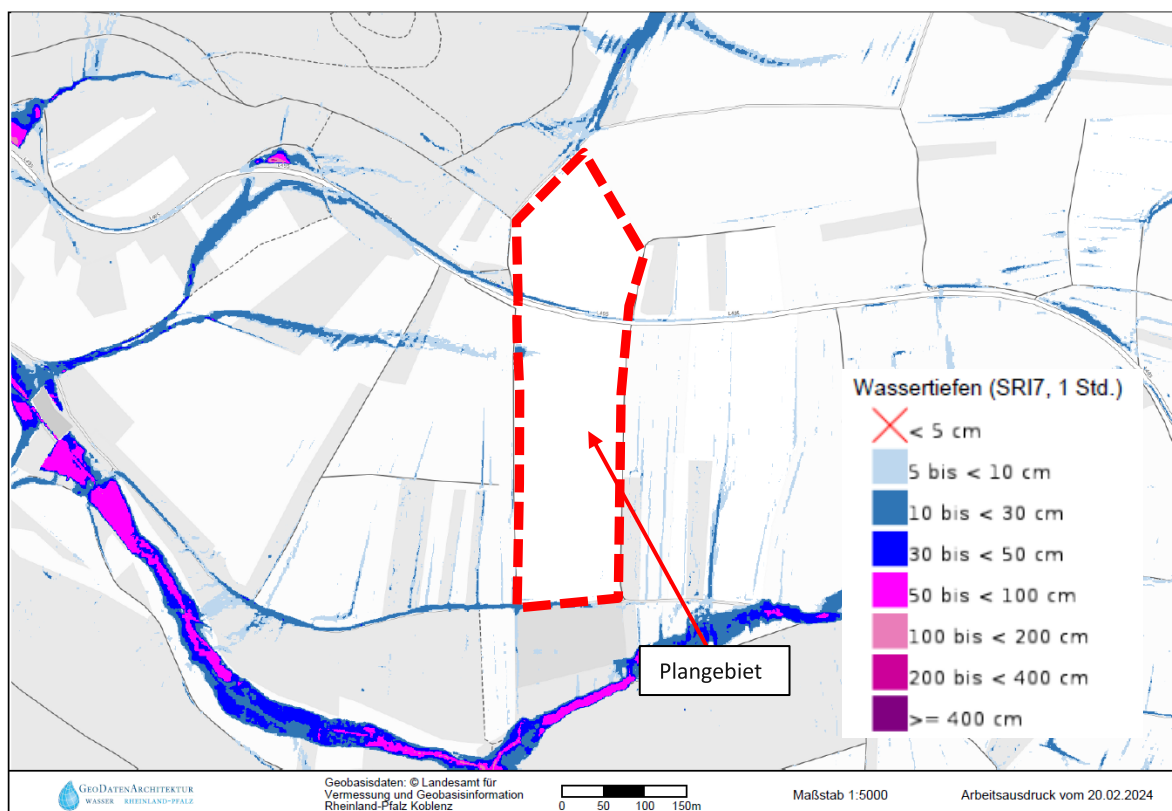 Wassertiefen (SRI7, 1 Std.)
< 5 cm
5 bis < 10 cm
10 bis < 30 cm
30 bis < 50 cm
50 bis < 100 cm
100 bis < 200 cm
200 bis < 400 cm
>= 400 cm
Plangebiet
GEODATENARCHITEKTUR
WASSER RHEINLAND-PFALZ
Geobasisdaten: © Landesamt für
Vermessung und Geobasisinformation
Rheinland-Pfalz Koblenz
0 50 100 150m
Maßstab 1:5000
Arbeitsausdruck vom 20.02.2024